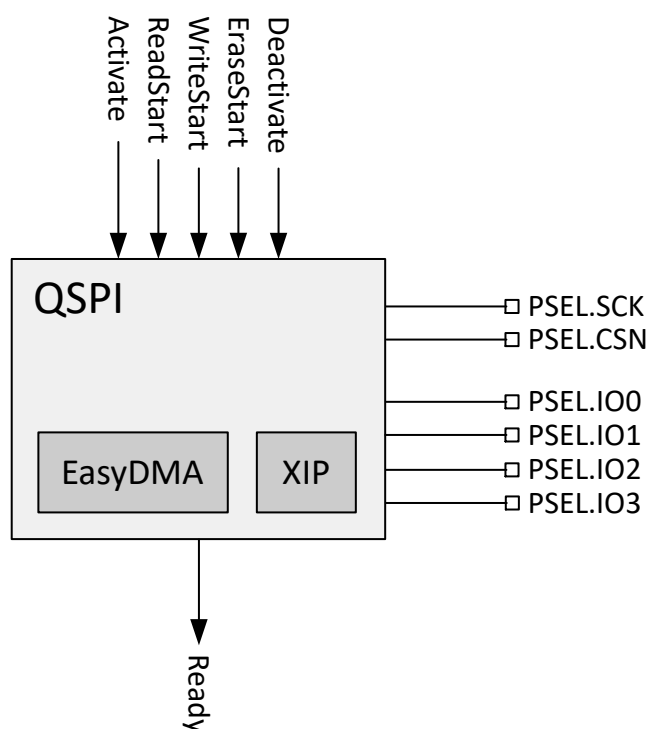 Activate
ReadStart
WriteStart
EraseStart
Deactivate
QSPI
PSEL.SCK
PSEL.CSN
PSEL.IO0
PSEL.IO1
PSEL.IO2
PSEL.IO3
EasyDMA
XIP
Ready